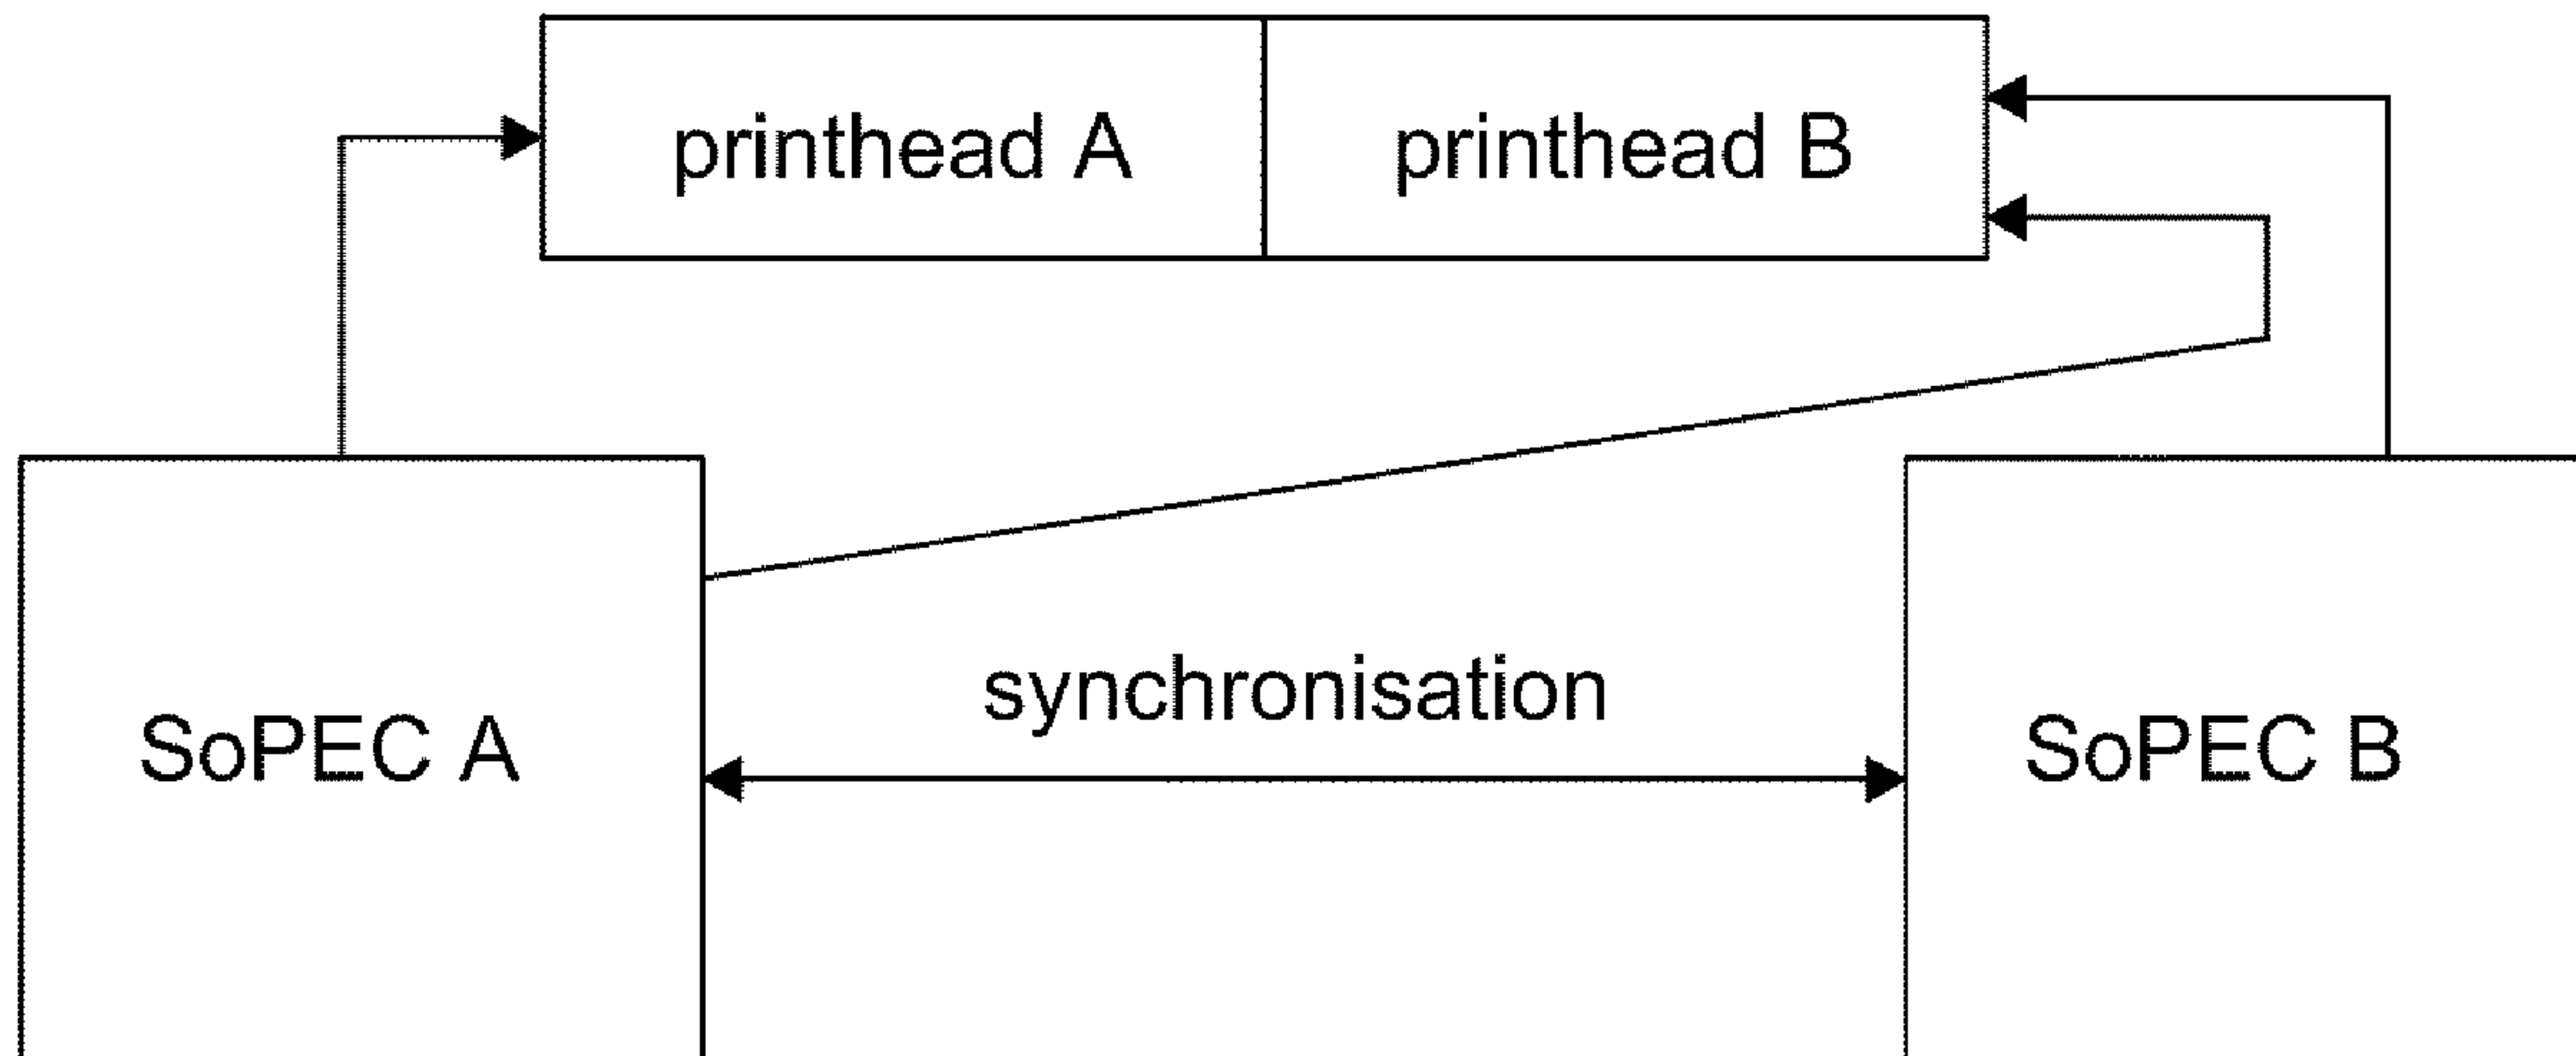 printhead A
printhead B
synchronisation
SoPEC A
SoPEC B